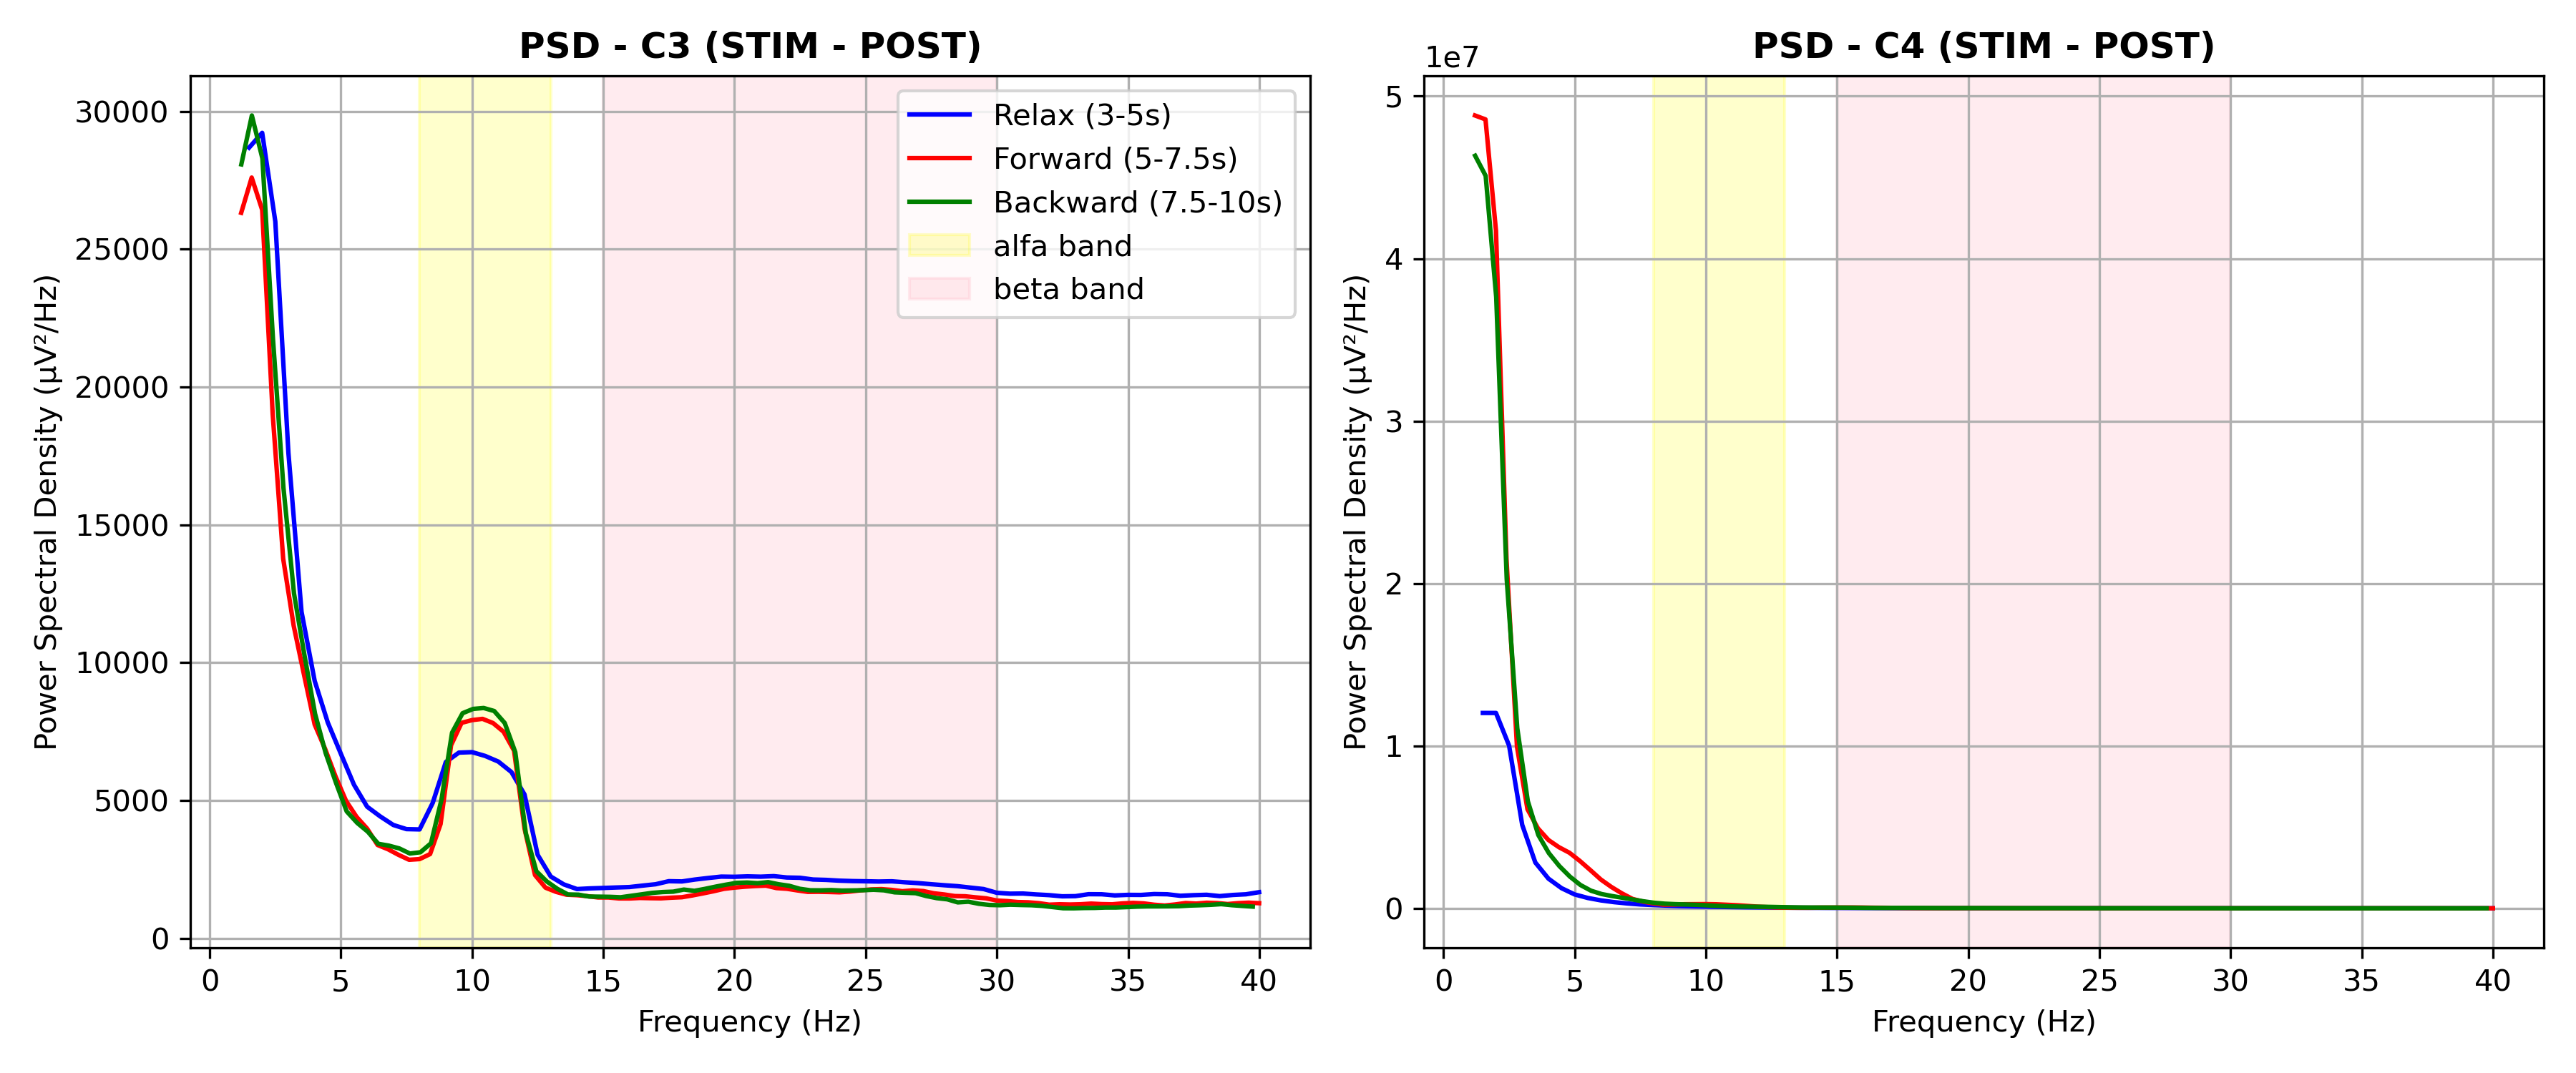 PSD - C3 (STIM - POST)
30000
25000
20000
15000
10000
5000
0
Power Spectral Density (µV²/Hz)
0 5 10 15 20 25 30 35 40
Frequency (Hz)
Relax (3-5s)
Forward (5-7.5s)
Backward (7.5-10s)
alfa band
beta band
PSD - C4 (STIM - POST)
1e7
5
4
3
2
1
0
Power Spectral Density (µV²/Hz)
0 5 10 15 20 25 30 35 40
Frequency (Hz)